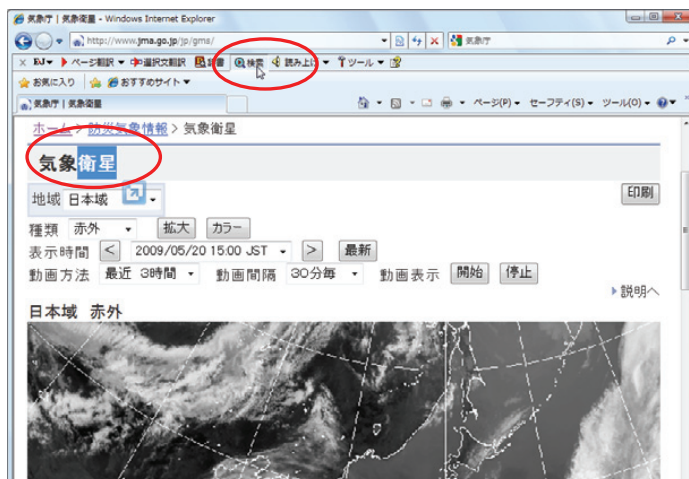 気象庁 | 気象衛星 - Windows Internet Explorer
http://www.jma.go.jp/jp/gms/
気象庁
× EJ ページ翻訳 選択文翻訳 辞書 検索 読み上げ ツール
お気に入り おすすめサイト
気象庁 | 気象衛星
ページ(P) セーフティ(S) ツール(O)
ホーム > 防災気象情報 > 気象衛星
気象衛星
地域 日本域 印刷
種類 赤外 拡大 カラー
表示時間 < 2009/05/20 15:00 JST > 最新
動画方法 最近 3時間 動画間隔 30分毎 動画表示 開始 停止
説明へ
日本域 赤外